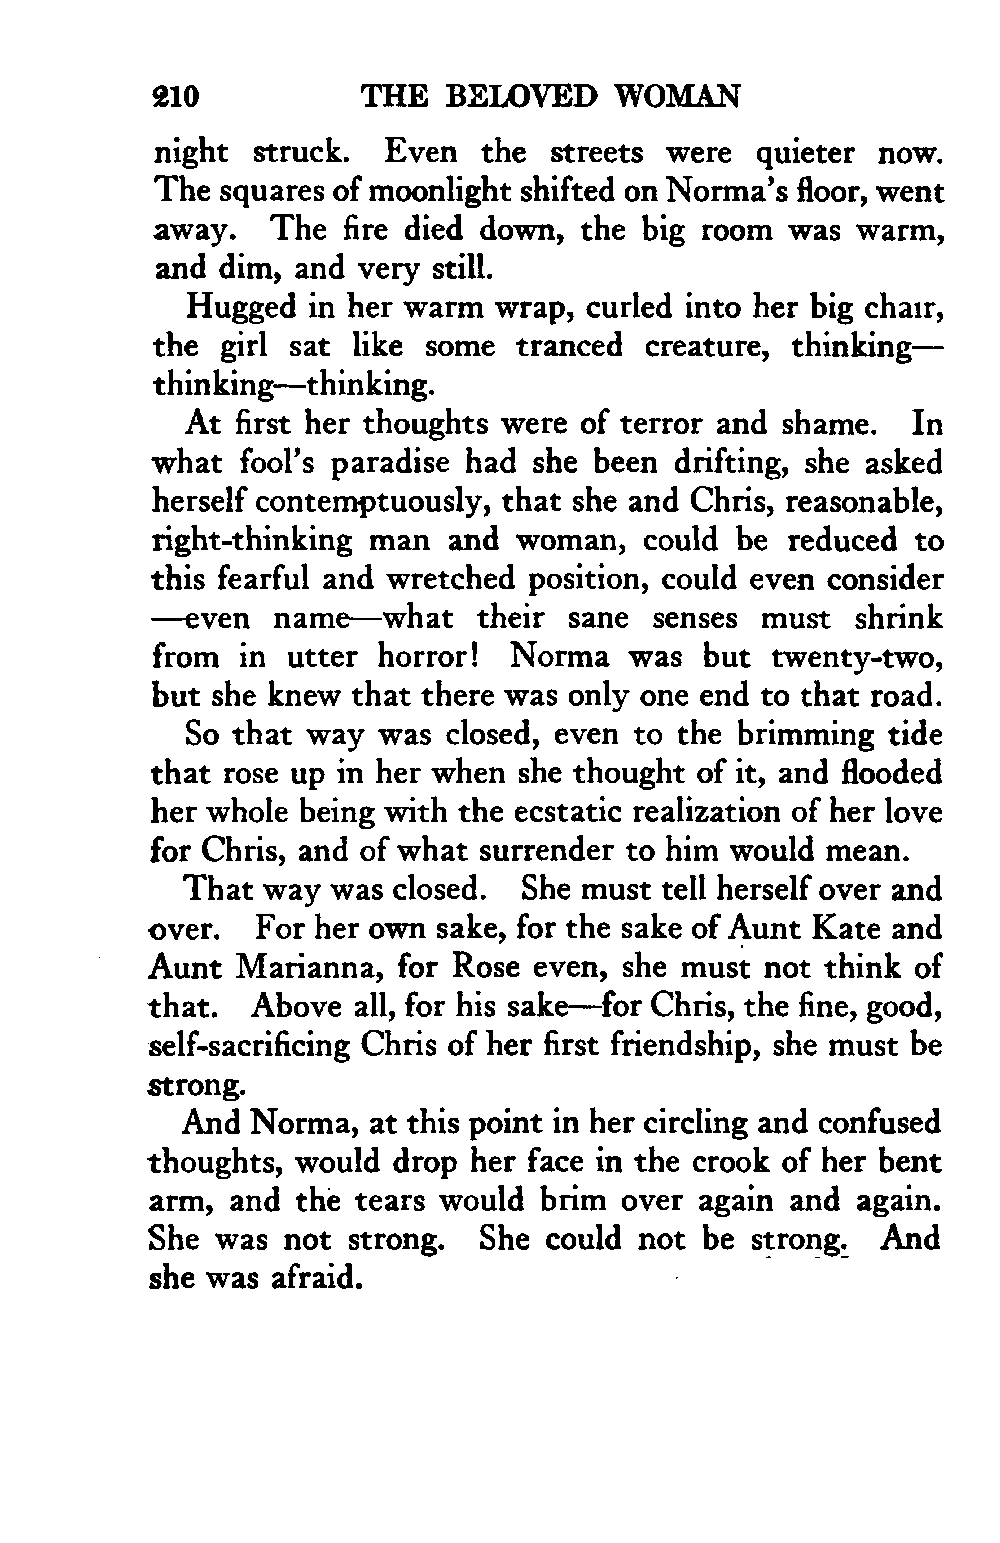 210 THE BELOVED WOMAN
night struck. Even the streets were quieter now.
The squares of moonlight shifted on Norma's floor, went
away. The fire died down, the big room was warm,
and dim, and very still.
Hugged in her warm wrap, curled into her big chair,
the girl sat like some tranced creature, thinking—
thinking—thinking.
At first her thoughts were of terror and shame. In
what fool's paradise had she been drifting, she asked
herself contemptuously, that she and Chris, reasonable,
right-thinking man and woman, could be reduced to
this fearful and wretched position, could even consider
—even name—what their sane senses must shrink
from in utter horror! Norma was but twenty-two,
but she knew that there was only one end to that road.
So that way was closed, even to the brimming tide
that rose up in her when she thought of it, and flooded
her whole being with the ecstatic realization of her love
for Chris, and of what surrender to him would mean.
That way was closed. She must tell herself over and
over. For her own sake, for the sake of Aunt Kate and
Aunt Marianna, for Rose even, she must not think of
that. Above all, for his sake—for Chris, the fine, good,
self-sacrificing Chris of her first friendship, she must be
strong.
And Norma, at this point in her circling and confused
thoughts, would drop her face in the crook of her bent
arm, and the tears would brim over again and again.
She was not strong. She could not be strong. And
she was afraid.